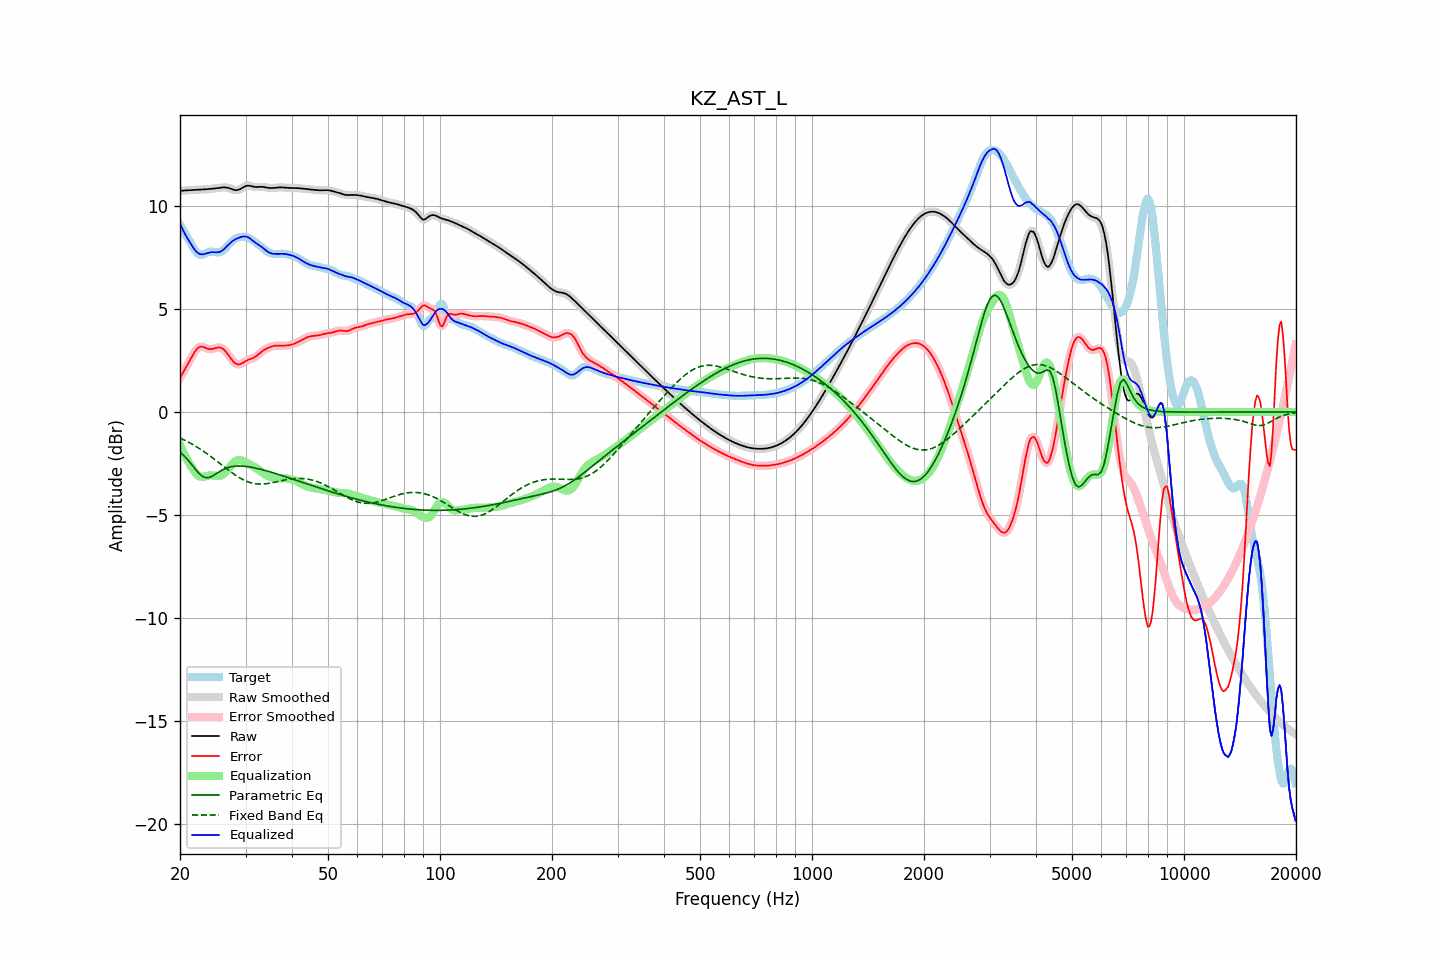 KZ_AST_L
10
5
0
−5
−10
−15
−20
Amplitude (dBr)
Target
Raw Smoothed
Error Smoothed
Raw
Error
Equalization
Parametric Eq
Fixed Band Eq
Equalized
20 50 100 200 500 1000 2000 5000 10000 20000
Frequency (Hz)